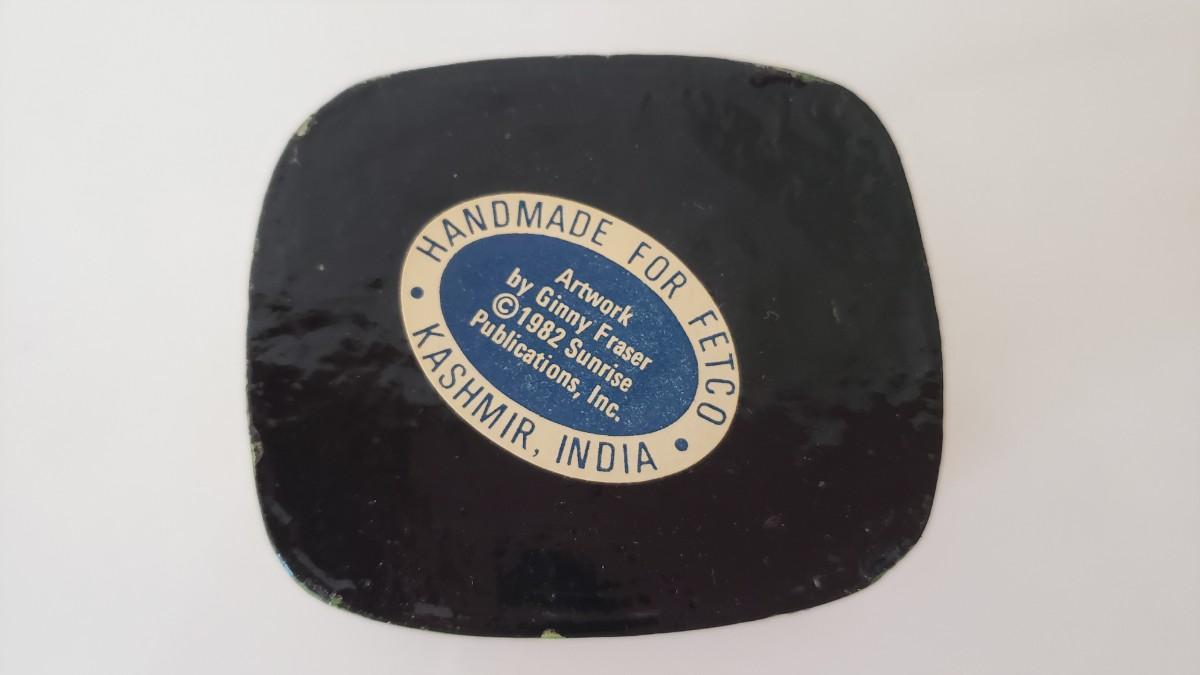 HANDMADE FOR FETCO
Artwork
by Ginny Fraser
©1982 Sunrise
Publications, Inc.
KASHMIR, INDIA